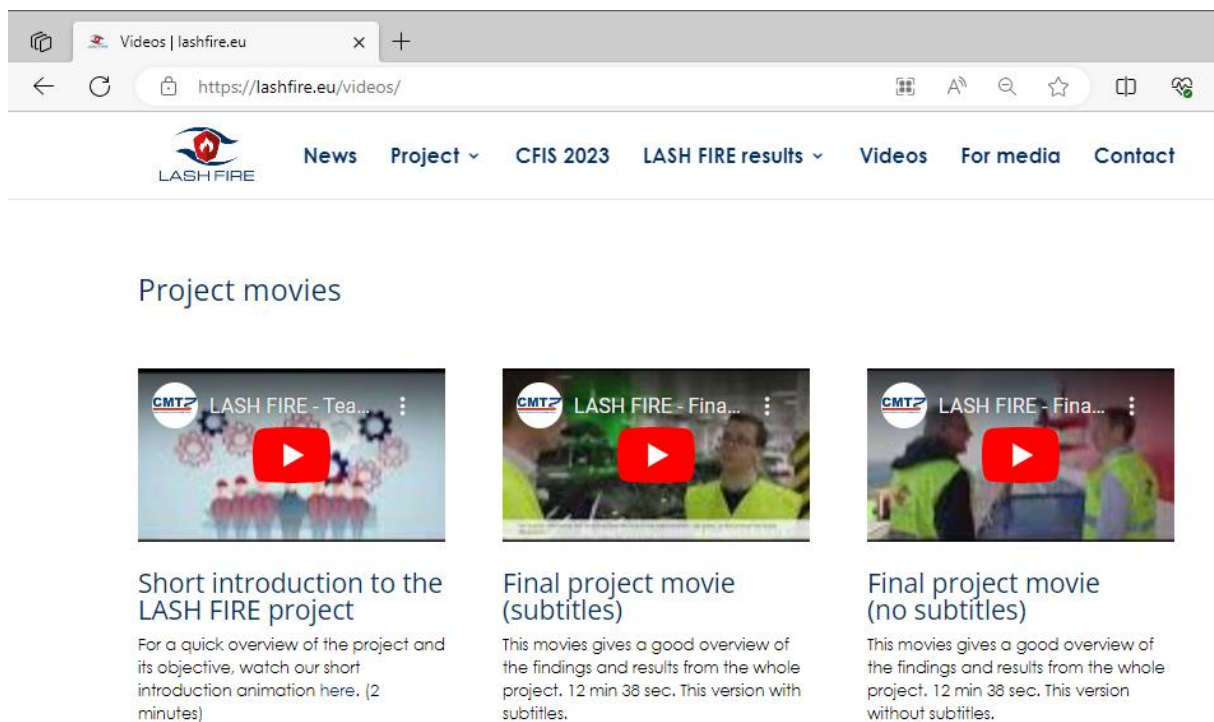 Videos | lashfire.eu
https://lashfire.eu/videos/
LASH FIRE
News Project CFIS 2023 LASH FIRE results Videos For media Contact
Project movies
CMT LASH FIRE - Tea...
CMT LASH FIRE - Fina...
CMT LASH FIRE - Fina...
Short introduction to the
LASH FIRE project
For a quick overview of the project and
its objective, watch our short
introduction animation here. (2
minutes)
Final project movie
(subtitles)
This movies gives a good overview of
the findings and results from the whole
project. 12 min 38 sec. This version with
subtitles.
Final project movie
(no subtitles)
This movies gives a good overview of
the findings and results from the whole
project. 12 min 38 sec. This version
without subtitles.